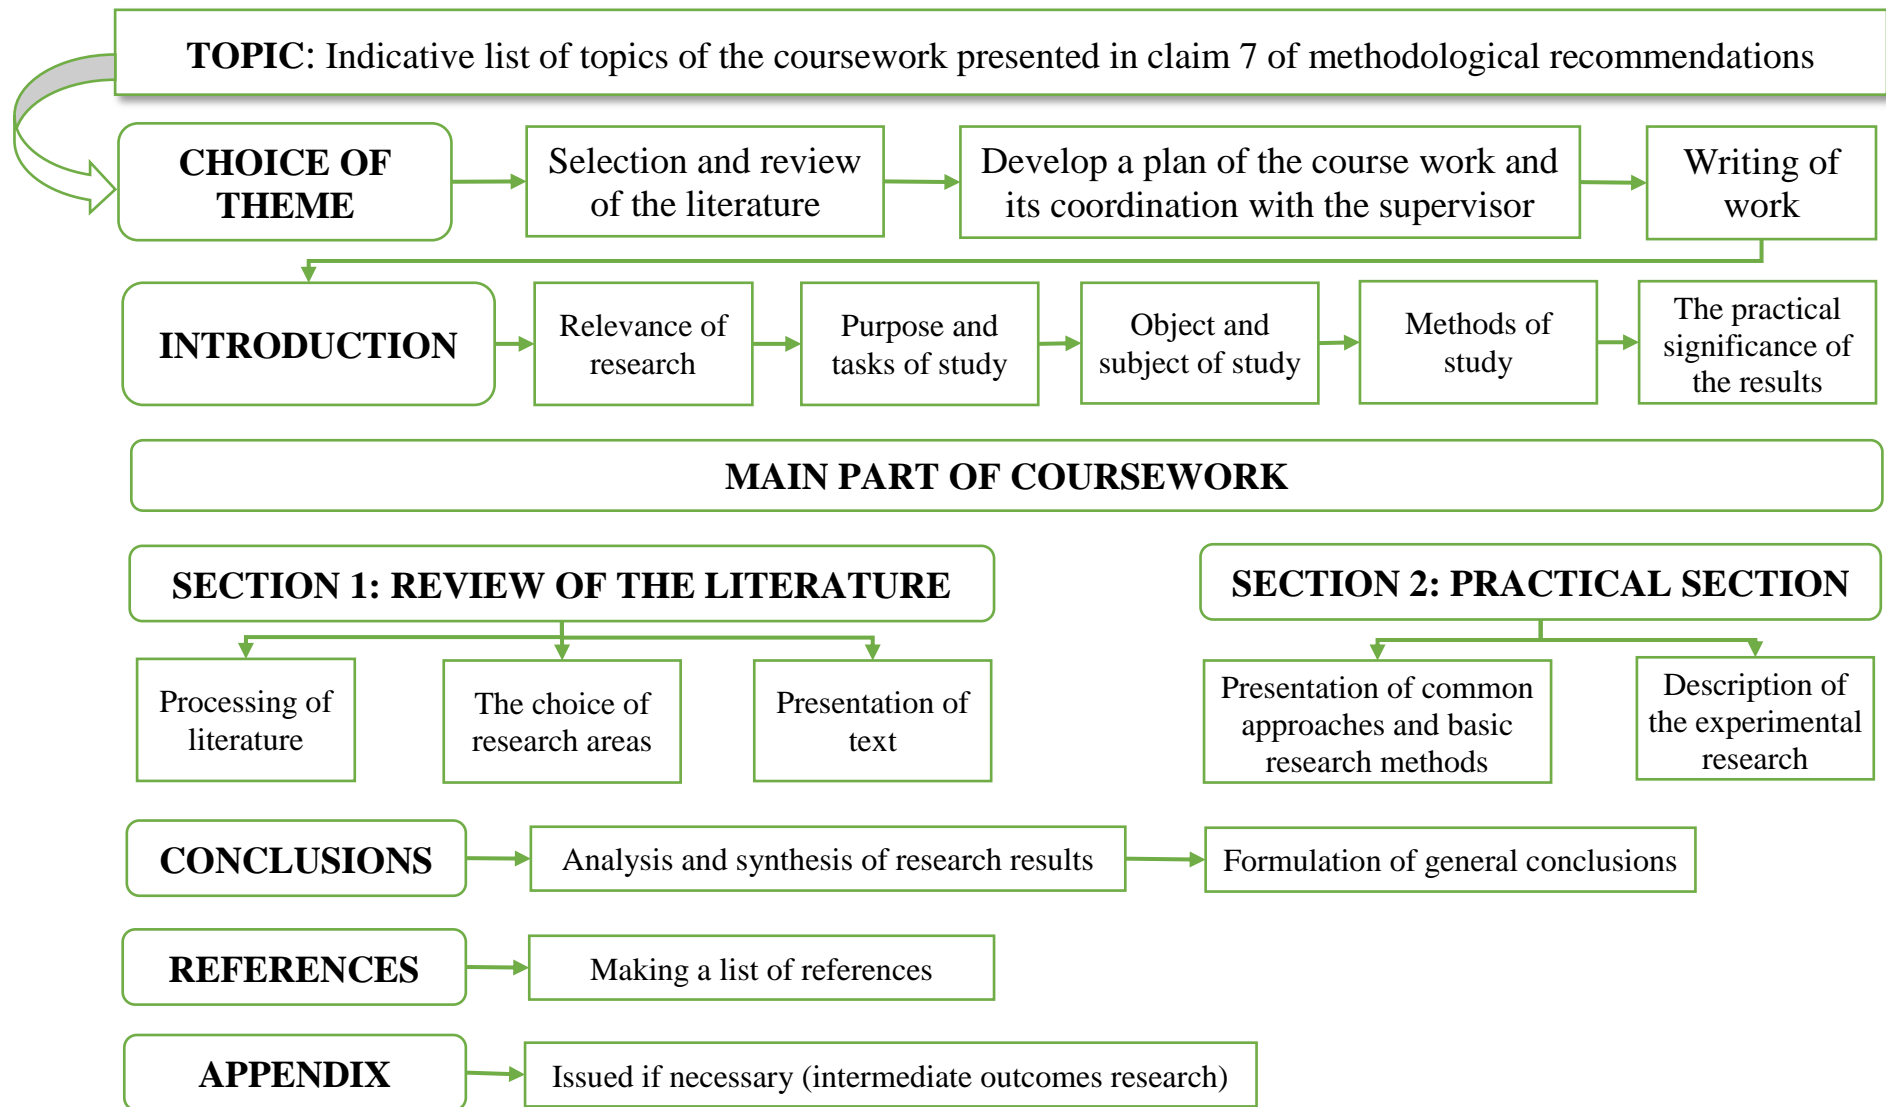 TOPIC: Indicative list of topics of the coursework presented in claim 7 of methodological recommendations
CHOICE OF
THEME
Selection and review
of the literature
Develop a plan of the course work and
its coordination with the supervisor
Writing of
work
INTRODUCTION
Relevance of
research
Purpose and
tasks of study
Object and
subject of study
Methods of
study
The practical
significance of
the results
MAIN PART OF COURSEWORK
SECTION 1: REVIEW OF THE LITERATURE
SECTION 2: PRACTICAL SECTION
Processing of
literature
The choice of
research areas
Presentation of
text
Presentation of common
approaches and basic
research methods
Description of
the experimental
research
CONCLUSIONS
Analysis and synthesis of research results
Formulation of general conclusions
REFERENCES
Making a list of references
APPENDIX
Issued if necessary (intermediate outcomes research)